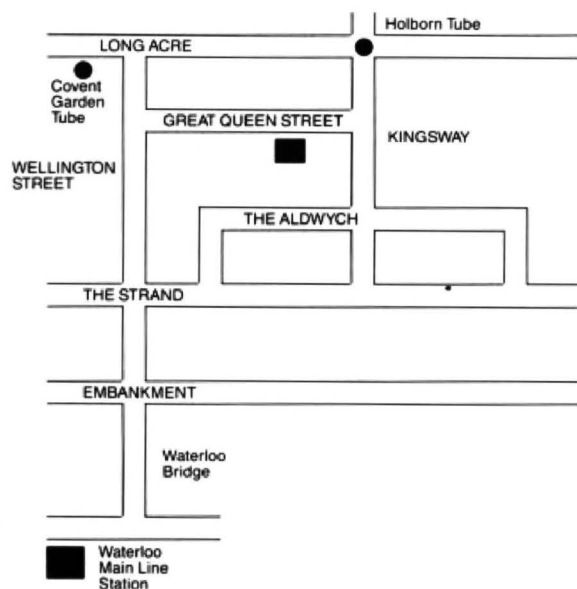 Holborn Tube
LONG ACRE
Covent
Garden
Tube
GREAT QUEEN STREET
KINGSWAY
WELLINGTON
STREET
THE ALDWYCH
THE STRAND
EMBANKMENT
Waterloo
Bridge
Waterloo
Main Line
Station